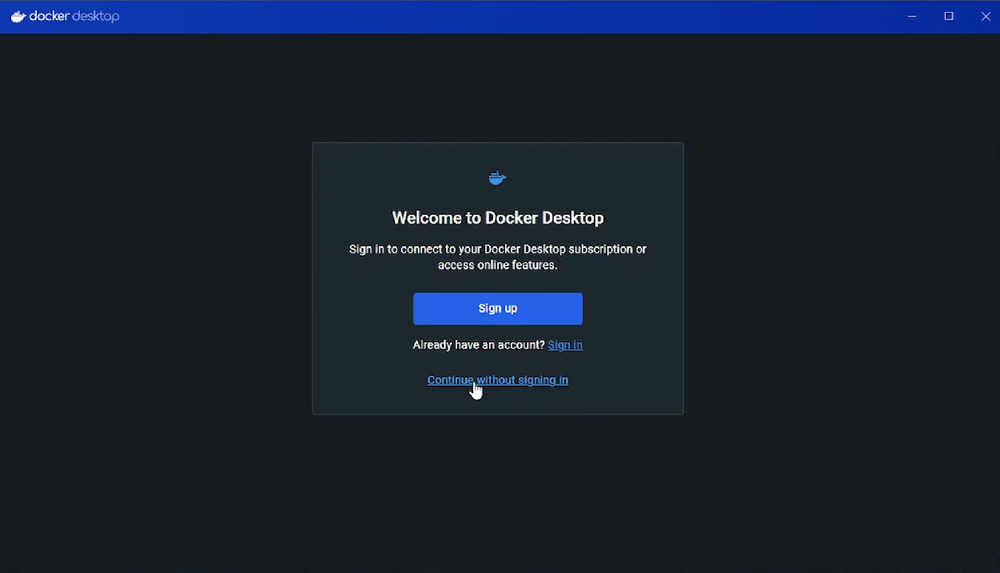 docker desktop
Welcome to Docker Desktop
Sign in to connect to your Docker Desktop subscription or
access online features.
Sign up
Already have an account? Sign in
Continue without signing in